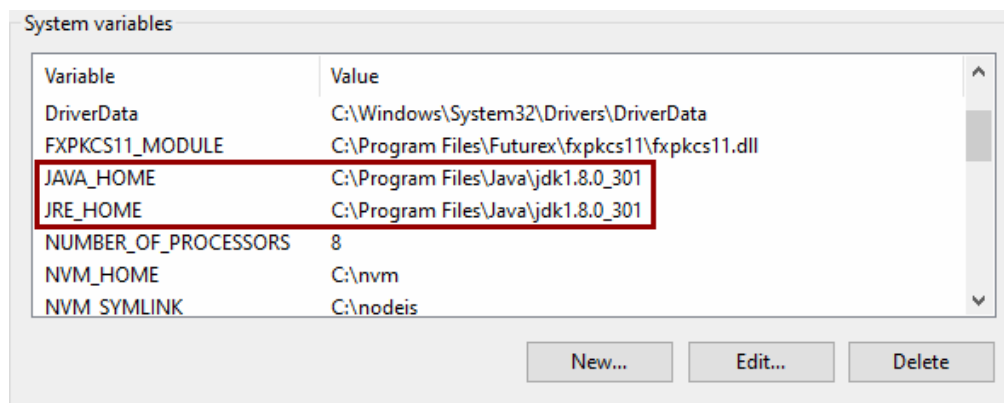 System variables
Variable Value
DriverData C:\Windows\System32\Drivers\DriverData
FXPKCS11_MODULE C:\Program Files\Futurex\fxpkcs11\fxpkcs11.dll
JAVA_HOME C:\Program Files\Java\jdk1.8.0_301
JRE_HOME C:\Program Files\Java\jdk1.8.0_301
NUMBER_OF_PROCESSORS 8
NVM_HOME C:\nvm
NVM_SYMLINK C:\nodejs
New... Edit... Delete